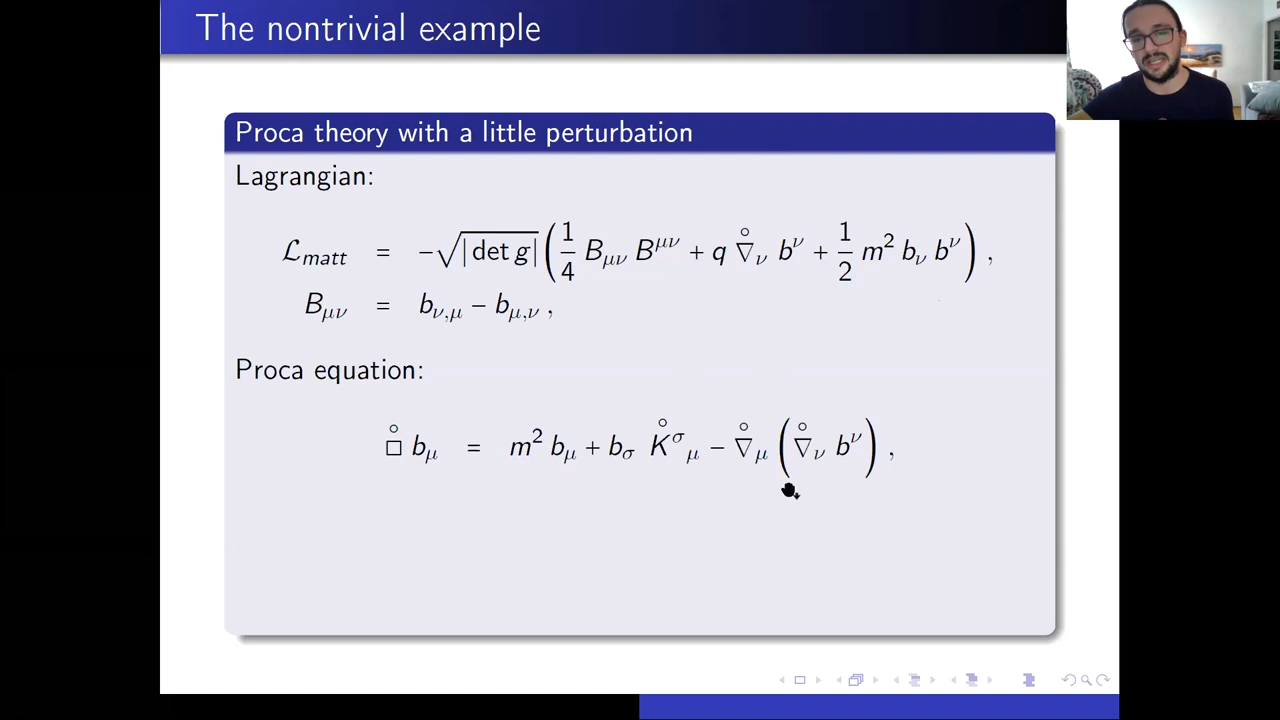 The nontrivial example
Proca theory with a little perturbation
Lagrangian:
ℒ_matt = −√|det g| (1/4 B_μν B^μν + q ∇̊_ν b^ν + 1/2 m² b_ν b^ν) ,
B_μν = b_ν,μ − b_μ,ν ,
Proca equation:
□̊ b_μ = m² b_μ + b_σ K̊^σ_μ − ∇̊_μ (∇̊_ν b^ν) ,